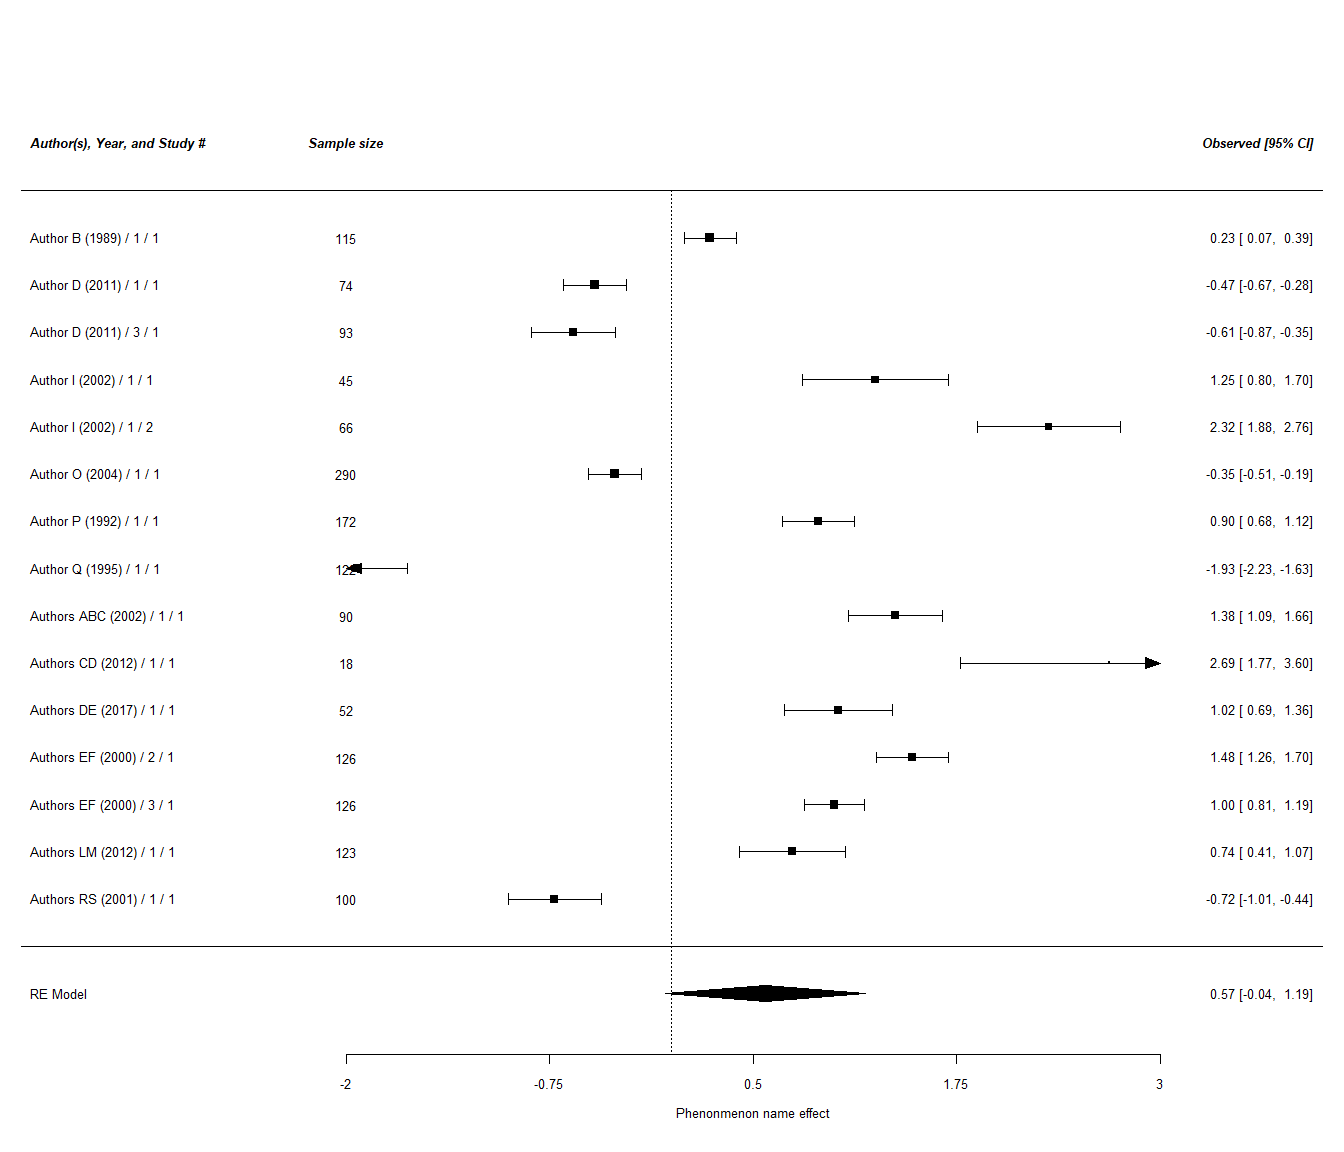 Author(s), Year, and Study # Sample size Observed [95% CI]
Author B (1989) / 1 / 1 115 0.23 [ 0.07, 0.39]
Author D (2011) / 1 / 1 74 -0.47 [-0.67, -0.28]
Author D (2011) / 3 / 1 93 -0.61 [-0.87, -0.35]
Author I (2002) / 1 / 1 45 1.25 [ 0.80, 1.70]
Author I (2002) / 1 / 2 66 2.32 [ 1.88, 2.76]
Author O (2004) / 1 / 1 290 -0.35 [-0.51, -0.19]
Author P (1992) / 1 / 1 172 0.90 [ 0.68, 1.12]
Author Q (1995) / 1 / 1 122 -1.93 [-2.23, -1.63]
Authors ABC (2002) / 1 / 1 90 1.38 [ 1.09, 1.66]
Authors CD (2012) / 1 / 1 18 2.69 [ 1.77, 3.60]
Authors DE (2017) / 1 / 1 52 1.02 [ 0.69, 1.36]
Authors EF (2000) / 2 / 1 126 1.48 [ 1.26, 1.70]
Authors EF (2000) / 3 / 1 126 1.00 [ 0.81, 1.19]
Authors LM (2012) / 1 / 1 123 0.74 [ 0.41, 1.07]
Authors RS (2001) / 1 / 1 100 -0.72 [-1.01, -0.44]
RE Model 0.57 [-0.04, 1.19]
-2 -0.75 0.5 1.75 3
Phenonmenon name effect